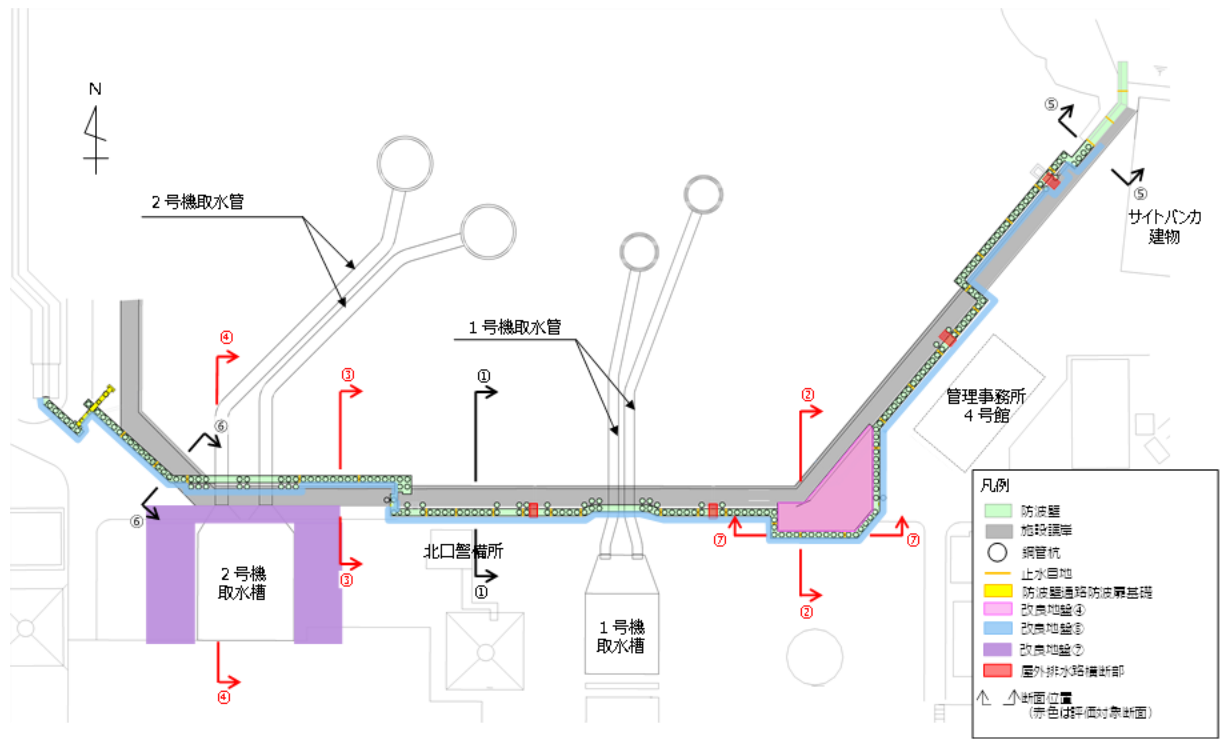 N
2号機取水管
1号機取水管
⑤
⑤
サイトバンカ
建物
④
③
①
②
管理事務所
4号館
⑥
⑥
⑦
⑦
北口警備所
2号機
取水槽
③
①
②
1号機
取水槽
④
凡例
防波壁
施設護岸
鋼管杭
止水目地
防波壁通路防波扉基礎
改良地盤④
改良地盤⑤
改良地盤⑦
屋外排水路横断部
断面位置
(赤色は評価対象断面)